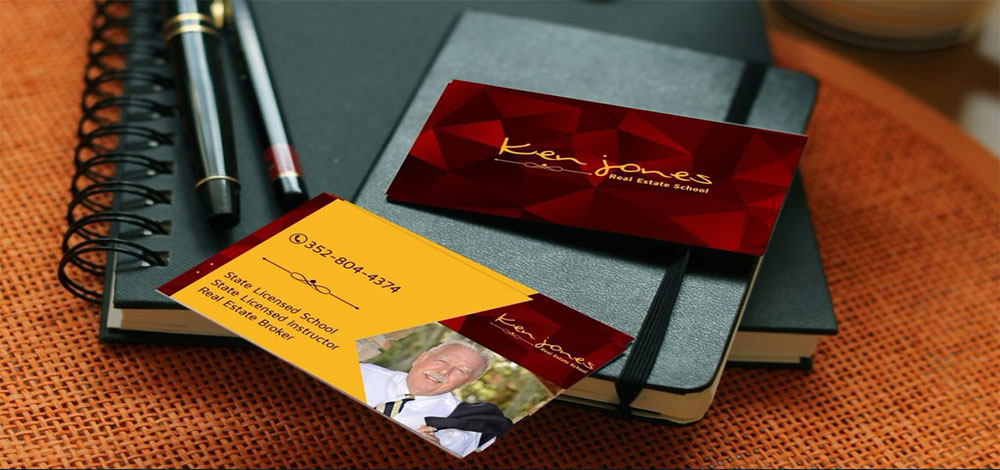 Ken jones
Real Estate School
352-804-4374
State Licensed School
State Licensed Instructor
Real Estate Broker
Ken jones
Real Estate School